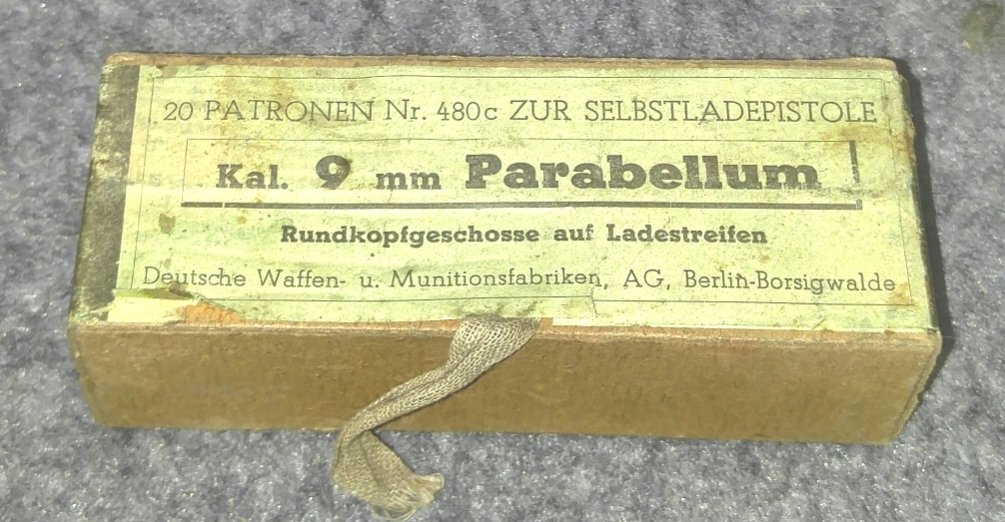 20 PATRONEN Nr. 480c ZUR SELBSTLADEPISTOLE
Kal. 9 mm Parabellum
Rundkopfgeschosse auf Ladestreifen
Deutsche Waffen- u. Munitionsfabriken, AG, Berlin-Borsigwalde